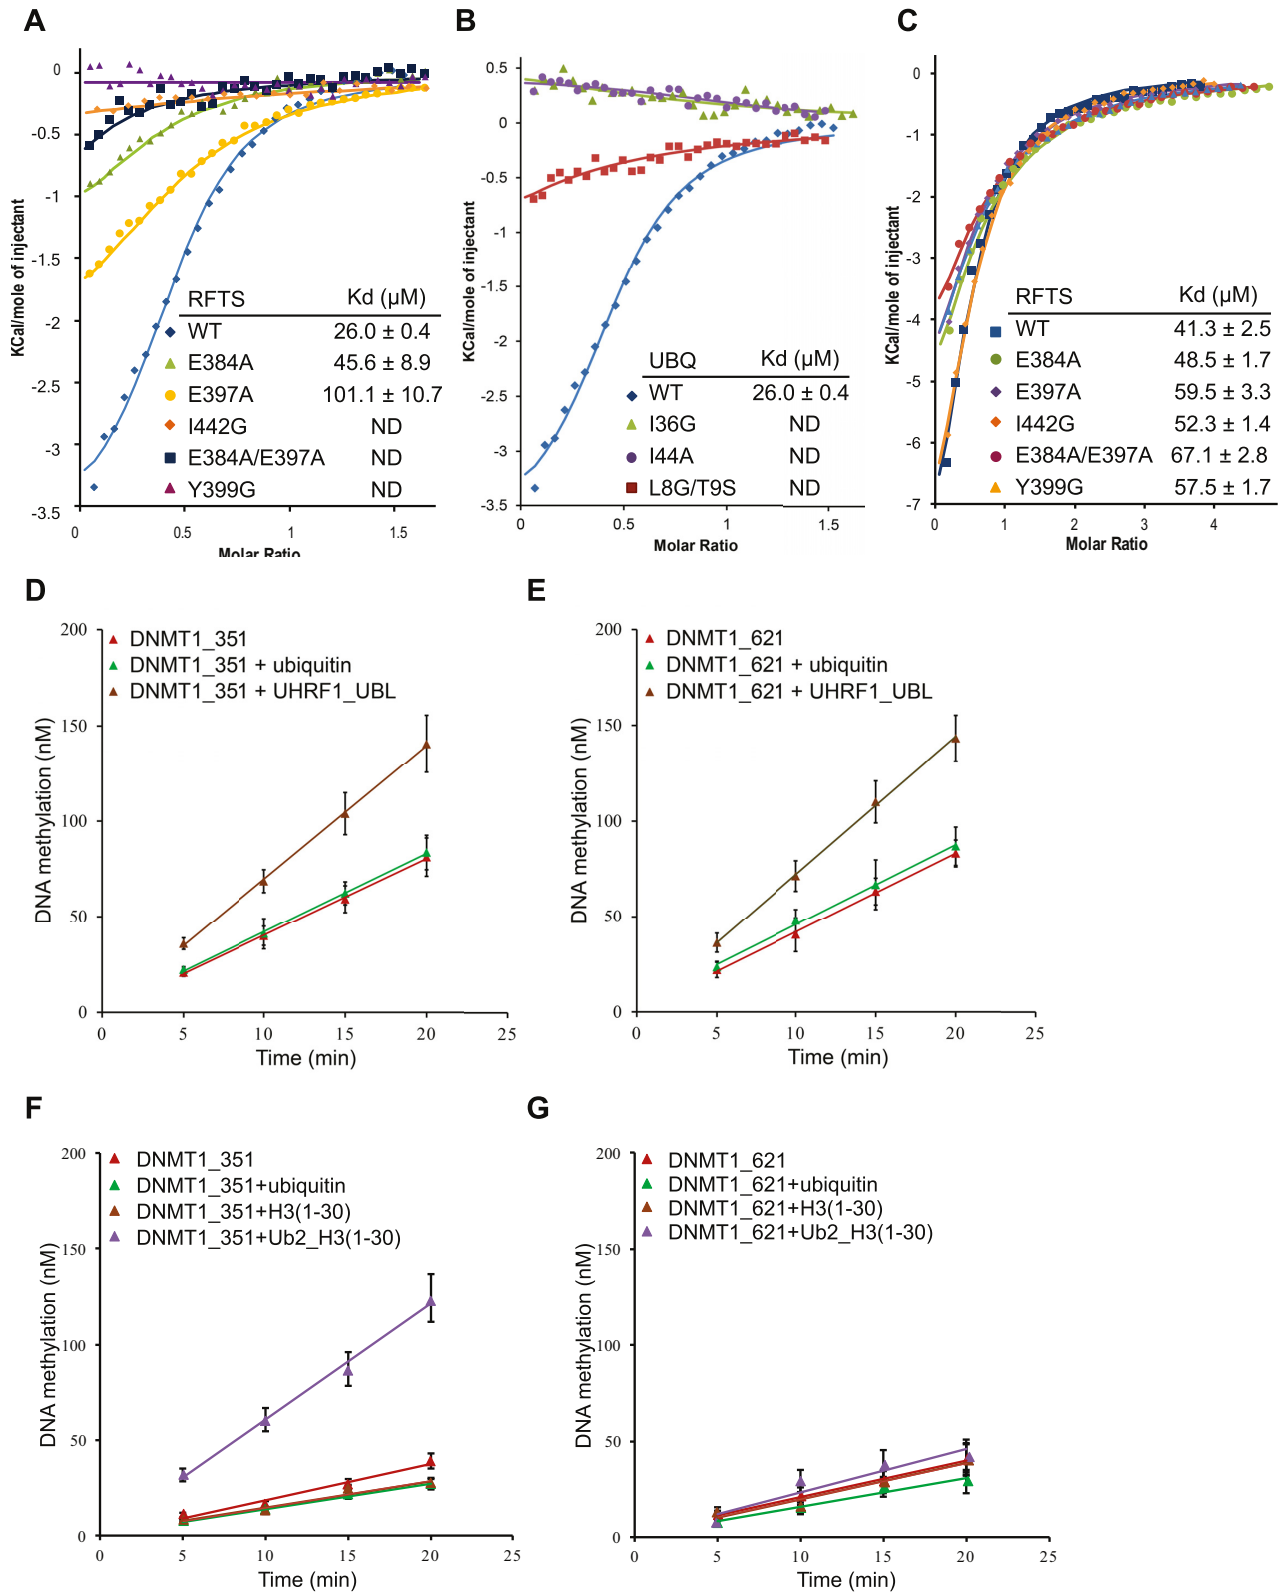 A
KCal/mole of injectant
0
-0.5
-1
-1.5
-2
-2.5
-3
-3.5
RFTS Kd (µM)
WT 26.0 ± 0.4
E384A 45.6 ± 8.9
E397A 101.1 ± 10.7
I442G ND
E384A/E397A ND
Y399G ND
0 0.5 1 1.5
Molar Ratio
B
KCal/mole of injectant
0.5
0
-0.5
-1
-1.5
-2
-2.5
-3
-3.5
UBQ Kd (µM)
WT 26.0 ± 0.4
I36G ND
I44A ND
L8G/T9S ND
0 0.5 1 1.5
Molar Ratio
C
KCal/mole of injectant
0
-1
-2
-3
-4
-5
-6
-7
RFTS Kd (µM)
WT 41.3 ± 2.5
E384A 48.5 ± 1.7
E397A 59.5 ± 3.3
I442G 52.3 ± 1.4
E384A/E397A 67.1 ± 2.8
Y399G 57.5 ± 1.7
0 1 2 3 4
Molar Ratio
D
DNA methylation (nM)
200
150
100
50
0
DNMT1_351
DNMT1_351 + ubiquitin
DNMT1_351 + UHRF1_UBL
0 5 10 15 20 25
Time (min)
E
DNA methylation (nM)
200
150
100
50
0
DNMT1_621
DNMT1_621 + ubiquitin
DNMT1_621 + UHRF1_UBL
0 5 10 15 20 25
Time (min)
F
DNA methylation (nM)
200
150
100
50
0
DNMT1_351
DNMT1_351+ubiquitin
DNMT1_351+H3(1-30)
DNMT1_351+Ub2_H3(1-30)
0 5 10 15 20 25
Time (min)
G
DNA methylation (nM)
200
150
100
50
0
DNMT1_621
DNMT1_621+ubiquitin
DNMT1_621+H3(1-30)
DNMT1_621+Ub2_H3(1-30)
0 5 10 15 20 25
Time (min)